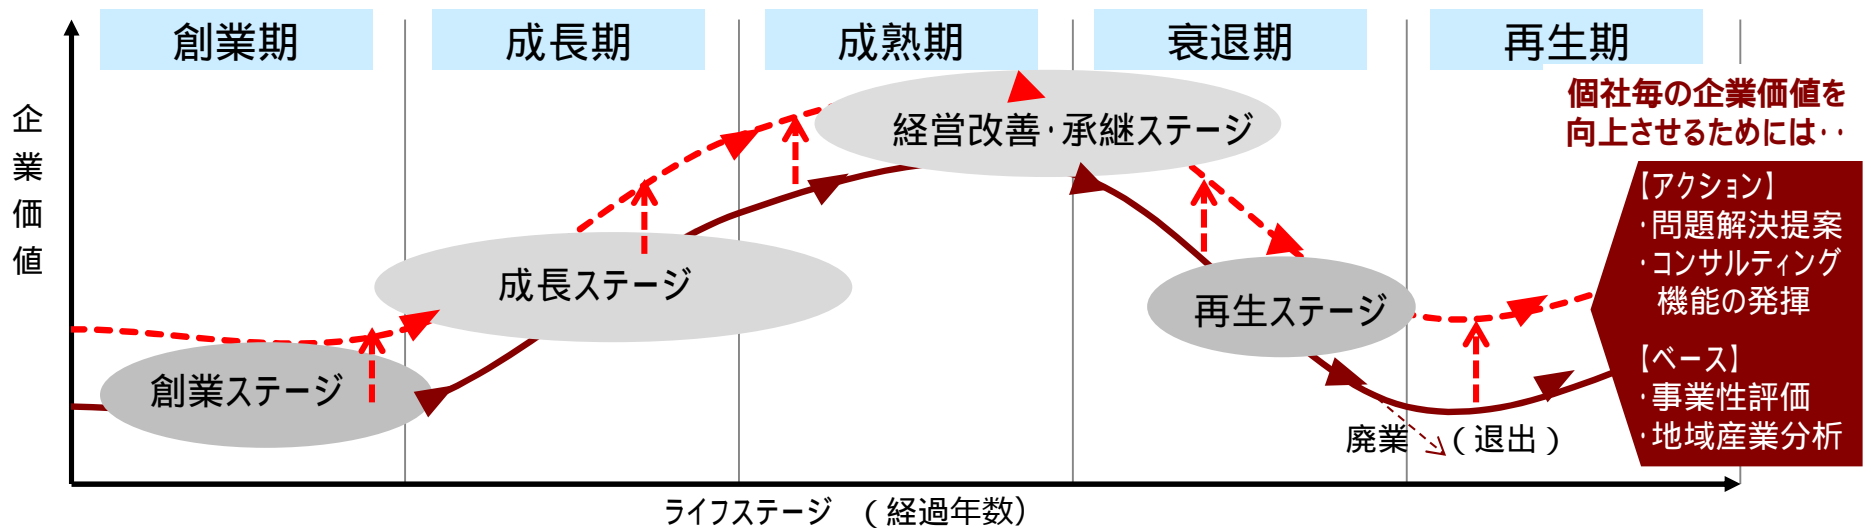 創業期
成長期
成熟期
衰退期
再生期
企業価値
個社毎の企業価値を
向上させるためには‥
経営改善・承継ステージ
成長ステージ
再生ステージ
創業ステージ
【アクション】
・問題解決提案
・コンサルティング
機能の発揮
【ベース】
・事業性評価
・地域産業分析
廃業　（退出）
ライフステージ　（経過年数）